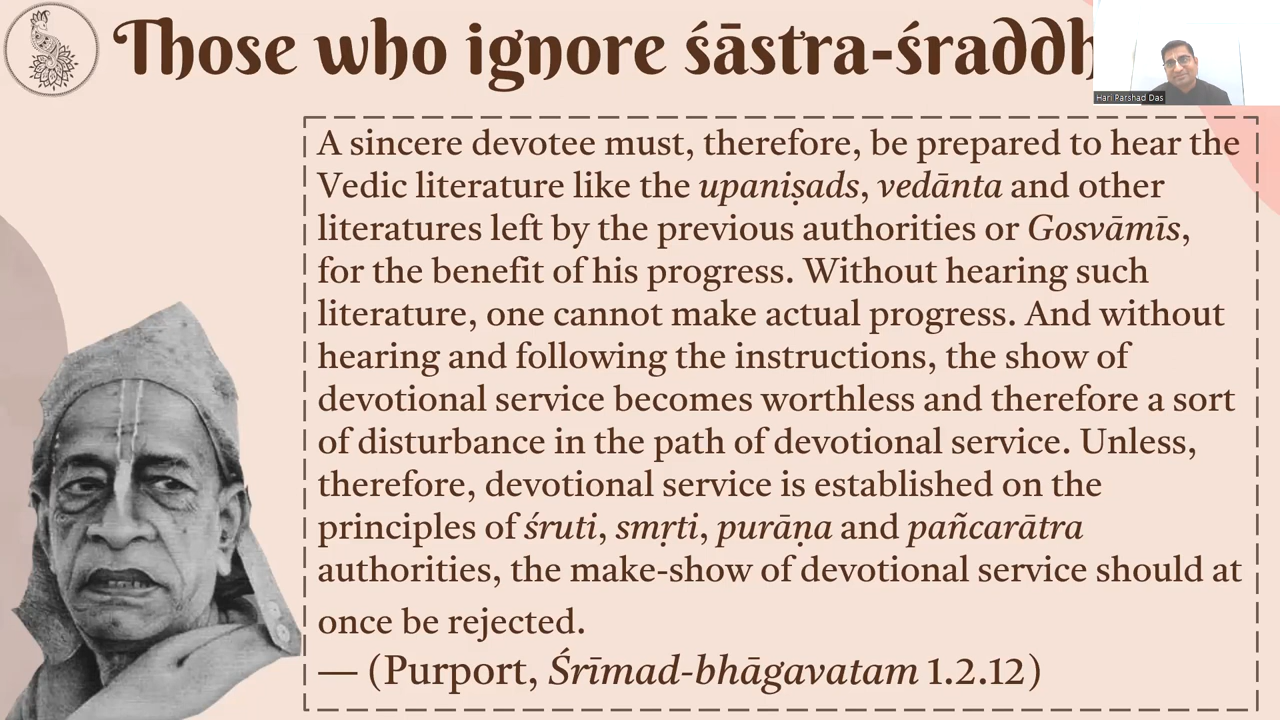 Those who ignore śāstra-śraddh
Hari Parshad Das
A sincere devotee must, therefore, be prepared to hear the
Vedic literature like the upaniṣads, vedānta and other
literatures left by the previous authorities or Gosvāmīs,
for the benefit of his progress. Without hearing such
literature, one cannot make actual progress. And without
hearing and following the instructions, the show of
devotional service becomes worthless and therefore a sort
of disturbance in the path of devotional service. Unless,
therefore, devotional service is established on the
principles of śruti, smṛti, purāṇa and pañcarātra
authorities, the make-show of devotional service should at
once be rejected.
— (Purport, Śrīmad-bhāgavatam 1.2.12)